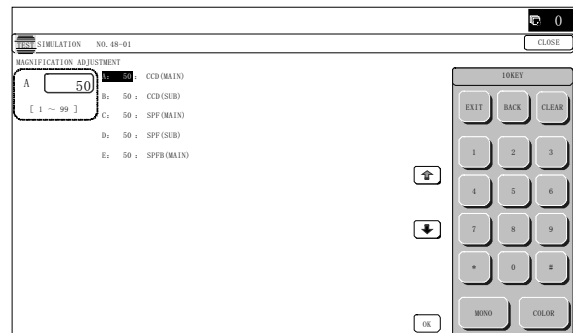 0
TEST SIMULATION NO. 48-01
CLOSE
MAGNIFICATION ADJUSTMENT
A 50
[ 1 ~ 99 ]
A: 50 : CCD(MAIN)
B: 50 : CCD(SUB)
C: 50 : SPF(MAIN)
D: 50 : SPF(SUB)
E: 50 : SPFB(MAIN)
OK
10KEY
EXIT BACK CLEAR
1 2 3
4 5 6
7 8 9
* 0 #
MONO COLOR